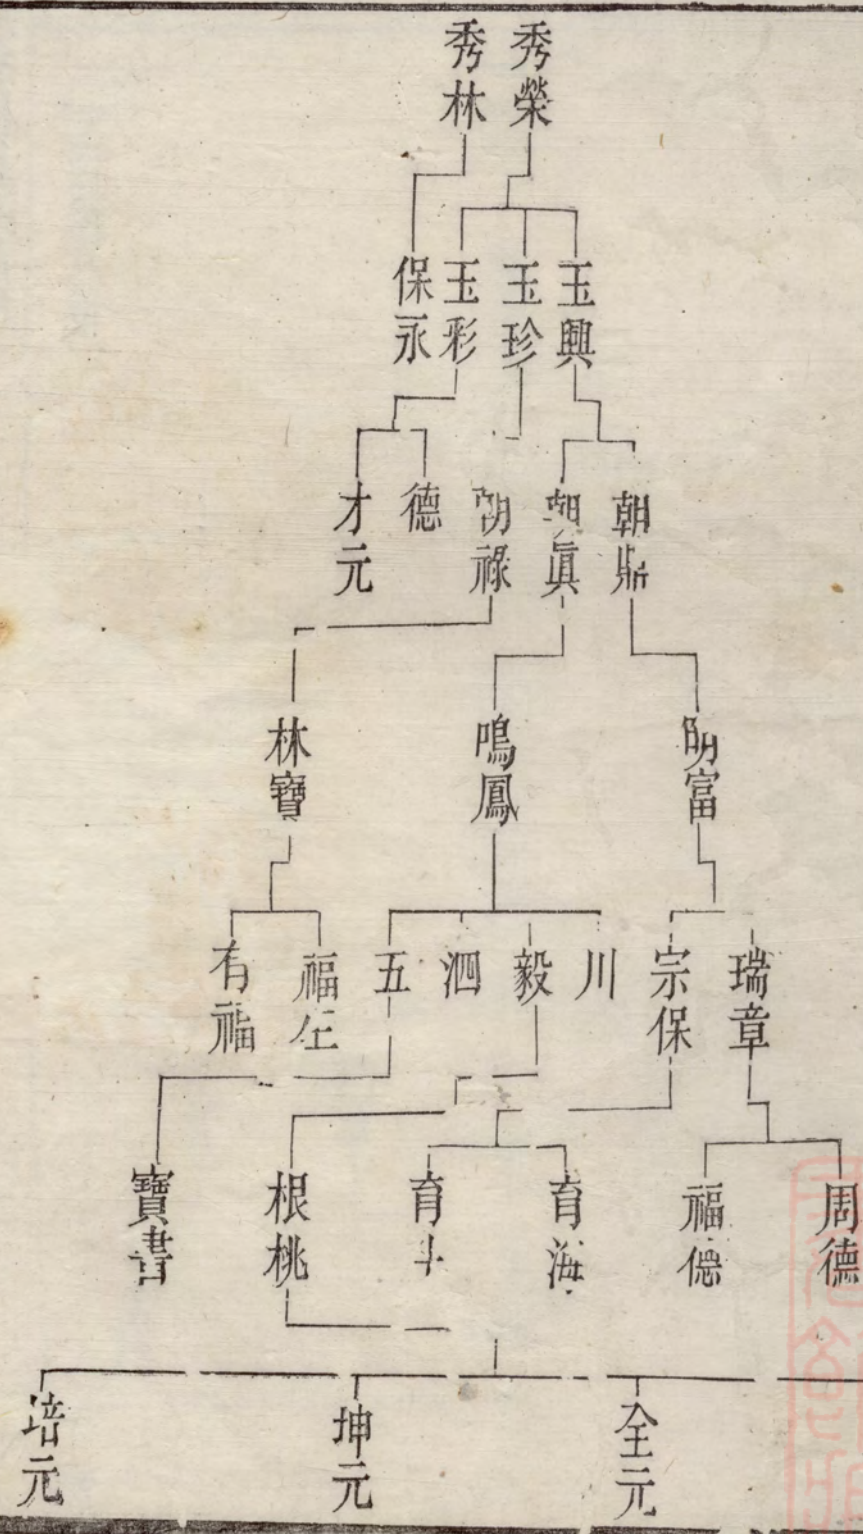 秀榮
秀林
玉興
玉珍
玉彩
保永
朝鼎
朝眞
朝祿
德
才元
明富
鳴鳳
林寶
瑞章
宗保
川
毅
泗
五
福
有福
周德
福德
育海
育斗
根桃
寶書
全元
坤元
培元